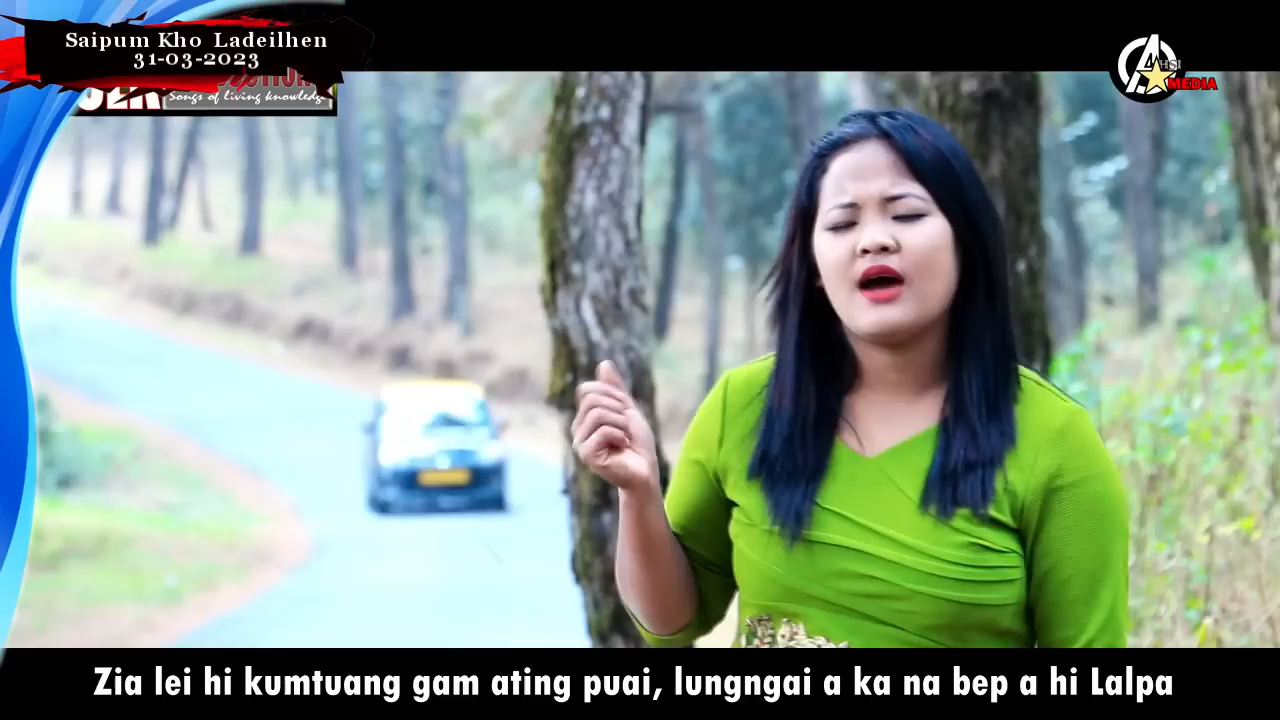 Saipum Kho Ladeilhen
31-03-2023
Songs of living knowledge
AHSI
MEDIA
Zia lei hi kumtuang gam ating puai, lungngai a ka na bep a hi Lalpa